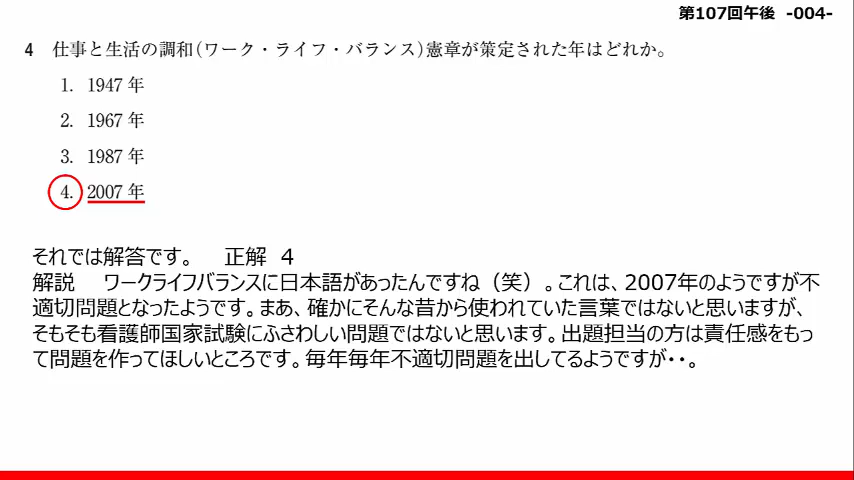 第107回午後 -004-
4 仕事と生活の調和(ワーク・ライフ・バランス)憲章が策定された年はどれか。
1. 1947 年
2. 1967 年
3. 1987 年
4. 2007 年
それでは解答です。 正解 4
解説 ワークライフバランスに日本語があったんですね（笑）。これは、2007年のようですが不
適切問題となったようです。まあ、確かにそんな昔から使われていた言葉ではないと思いますが、
そもそも看護師国家試験にふさわしい問題ではないと思います。出題担当の方は責任感をもっ
て問題を作ってほしいところです。毎年毎年不適切問題を出してるようですが・・。